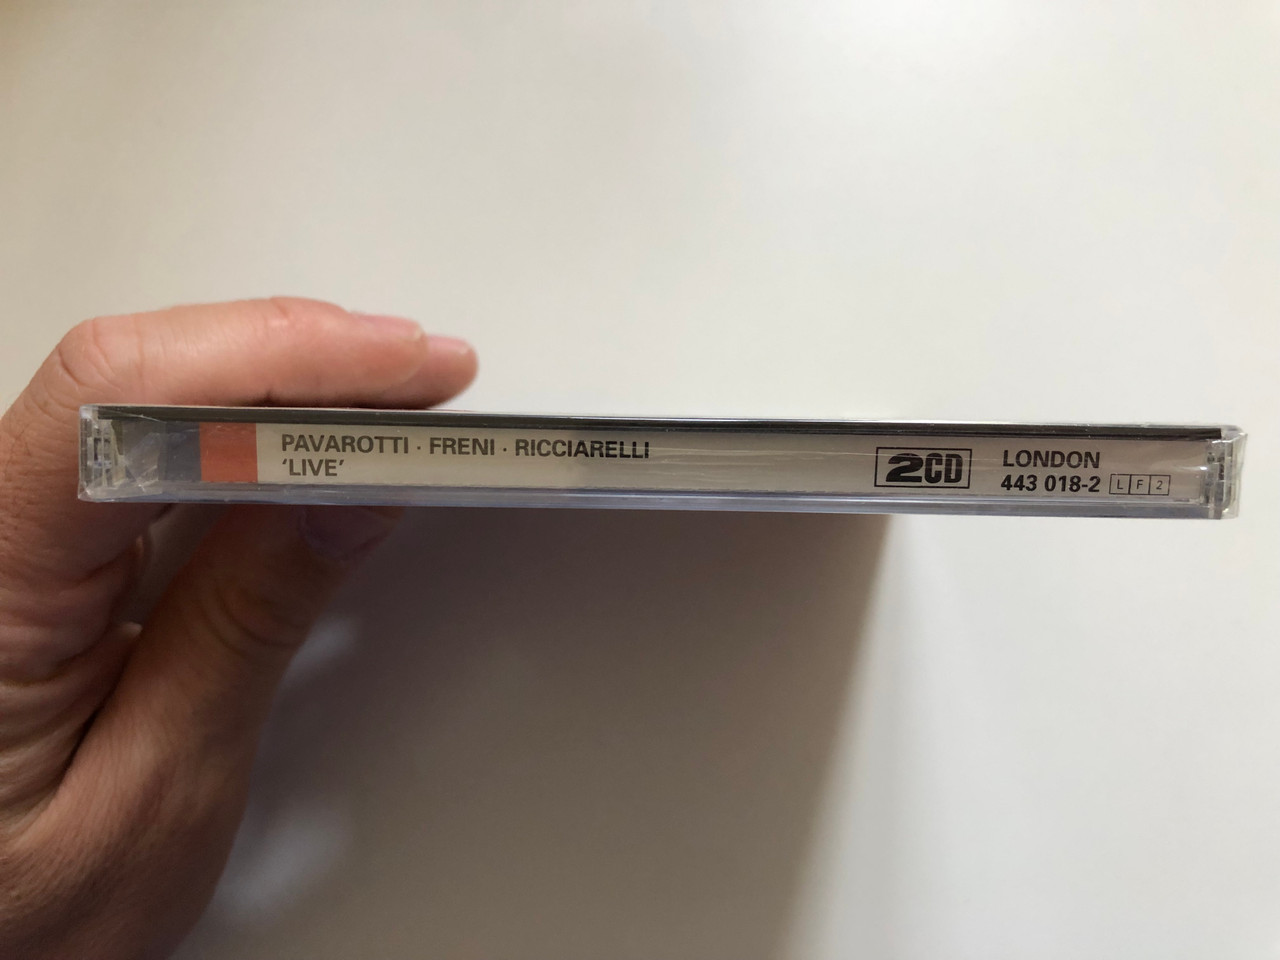 PAVAROTTI · FRENI · RICCIARELLI
'LIVE'
2CD
LONDON
443 018-2 L F 2